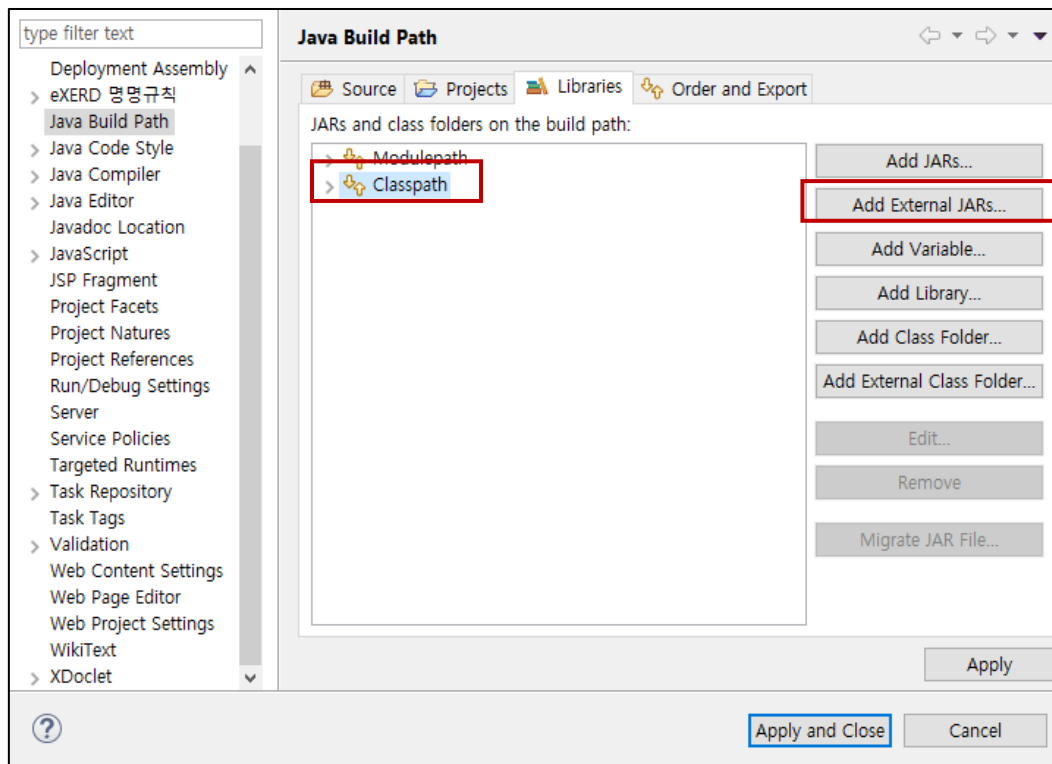 type filter text
Deployment Assembly
eXERD 명명규칙
Java Build Path
Java Code Style
Java Compiler
Java Editor
Javadoc Location
JavaScript
JSP Fragment
Project Facets
Project Natures
Project References
Run/Debug Settings
Server
Service Policies
Targeted Runtimes
Task Repository
Task Tags
Validation
Web Content Settings
Web Page Editor
Web Project Settings
WikiText
XDoclet
Java Build Path
Source Projects Libraries Order and Export
JARs and class folders on the build path:
Modulepath
Classpath
Add JARs...
Add External JARs...
Add Variable...
Add Library...
Add Class Folder...
Add External Class Folder...
Edit...
Remove
Migrate JAR File...
Apply
? Apply and Close Cancel